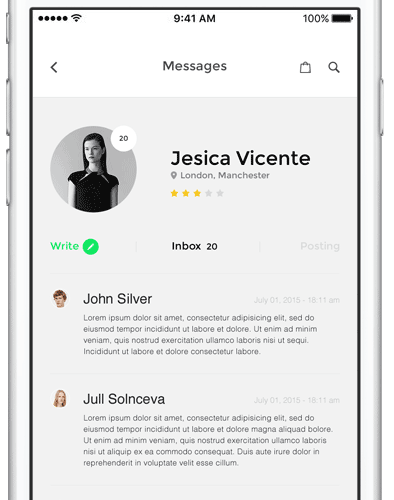 9:41 AM
100%
Messages
20
Jesica Vicente
London, Manchester
Write
Inbox 20
Posting
John Silver
July 01, 2015 - 18:11 am
Lorem ipsum dolor sit amet, consectetur adipisicing elit, sed do
eiusmod tempor incididunt ut labore et dolore. Ut enim ad minim
veniam, quis nostrud exercitation ullamco laboris nisi ut sequi.
Incididunt ut labore et dolore consectetur labore.
Jull Solnceva
July 01, 2015 - 18:11 am
Lorem ipsum dolor sit amet, consectetur adipisicing elit, sed do
eiusmod tempor incididunt ut labore et dolore magna aliquad bolore.
Ut enim ad minim veniam, quis nostrud exercitation ullamco laboris
nisi ut aliquip ex ea commodo consequat. Duis aute irure dolor in
reprehenderit in voluptate velit esse cillum.